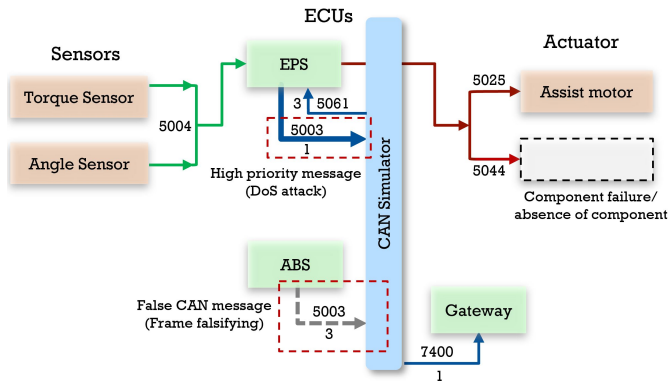 ECUs
Sensors
Actuator
EPS
Torque Sensor
5004
Angle Sensor
3
5061
5003
1
High priority message
(DoS attack)
CAN Simulator
5025
Assist motor
5044
Component failure/
absence of component
ABS
False CAN message
(Frame falsifying)
5003
3
Gateway
7400
1